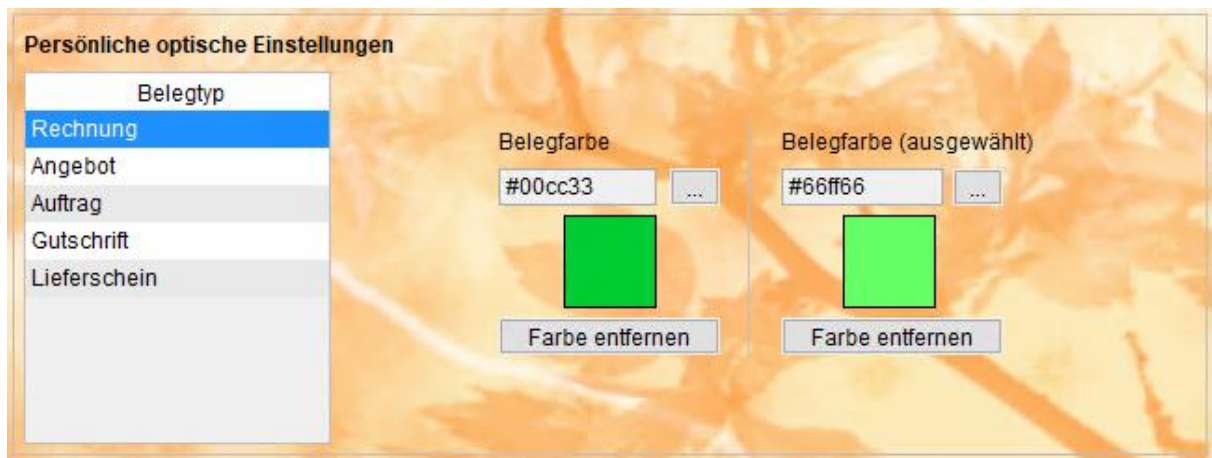 Persönliche optische Einstellungen
Belegtyp
Rechnung
Angebot
Auftrag
Gutschrift
Lieferschein
Belegfarbe
#00cc33 ...
Farbe entfernen
Belegfarbe (ausgewählt)
#66ff66 ...
Farbe entfernen